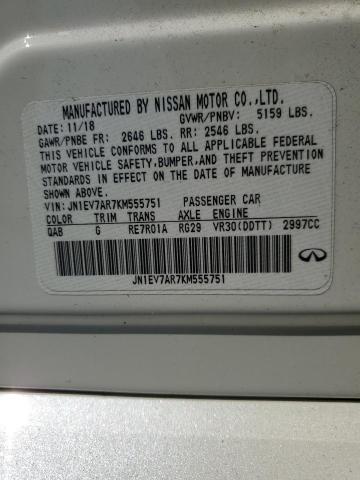 MANUFACTURED BY NISSAN MOTOR CO.,LTD.
DATE: 11/18 GVWR/PNBV: 5159 LBS.
GAWR/PNBE FR: 2646 LBS. RR: 2546 LBS.
THIS VEHICLE CONFORMS TO ALL APPLICABLE FEDERAL
MOTOR VEHICLE SAFETY,BUMPER,AND THEFT PREVENTION
STANDARDS IN EFFECT ON THE DATE OF MANUFACTURE
SHOWN ABOVE.
VIN: JN1EV7AR7KM555751 PASSENGER CAR
COLOR TRIM TRANS AXLE ENGINE
QAB G RE7R01A RG29 VR30(DDTT) 2997CC
JN1EV7AR7KM555751